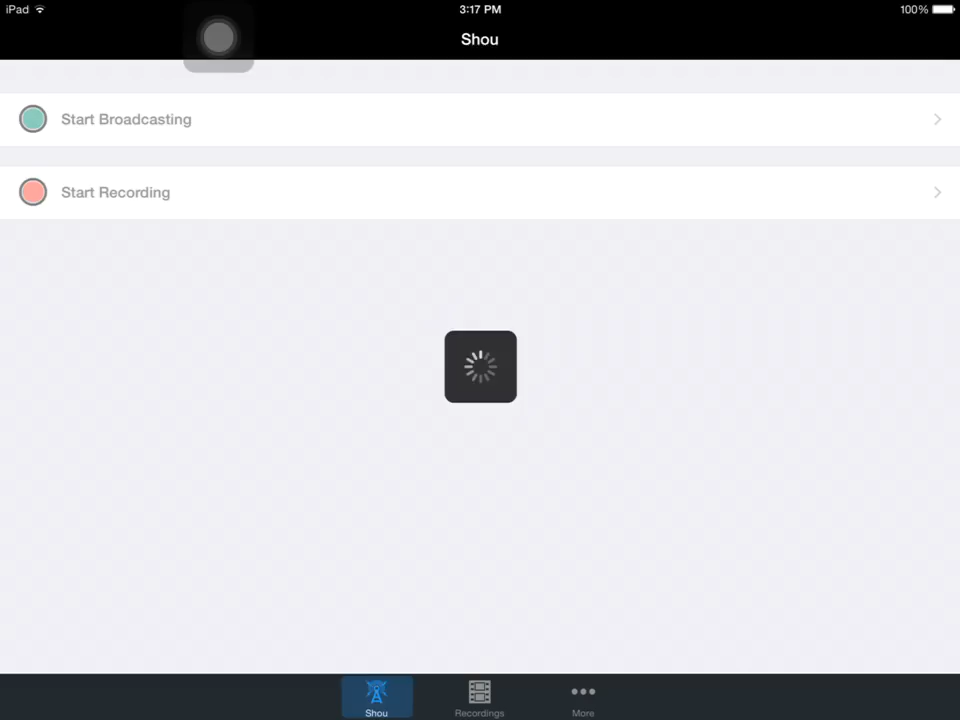 iPad 3:17 PM 100%
Shou
Start Broadcasting
Start Recording
Shou Recordings More